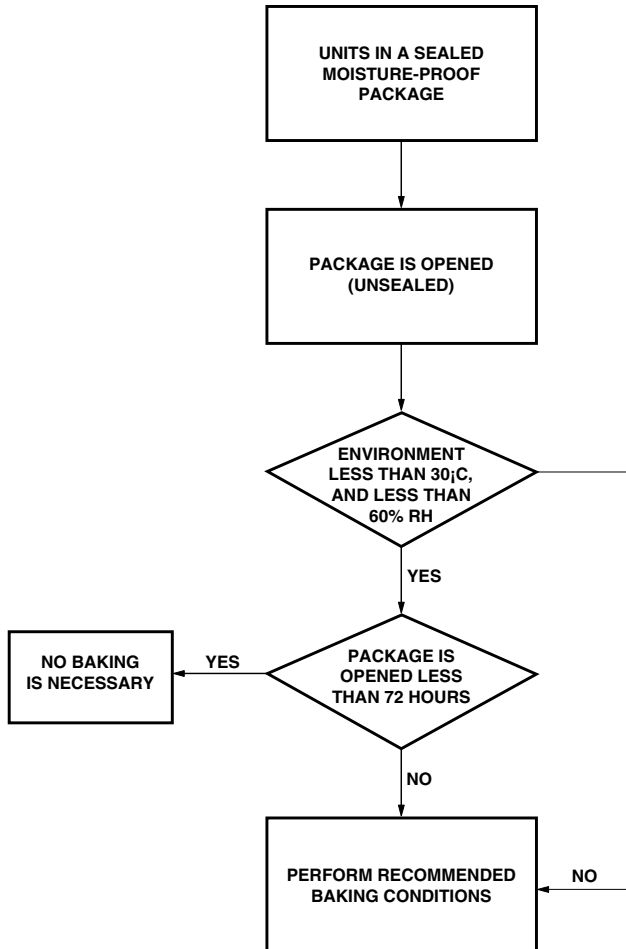 UNITS IN A SEALED
MOISTURE-PROOF
PACKAGE
PACKAGE IS OPENED
(UNSEALED)
ENVIRONMENT
LESS THAN 30¡C,
AND LESS THAN
60% RH
YES
PACKAGE IS
OPENED LESS
THAN 72 HOURS
YES
NO BAKING
IS NECESSARY
NO
PERFORM RECOMMENDED
BAKING CONDITIONS
NO